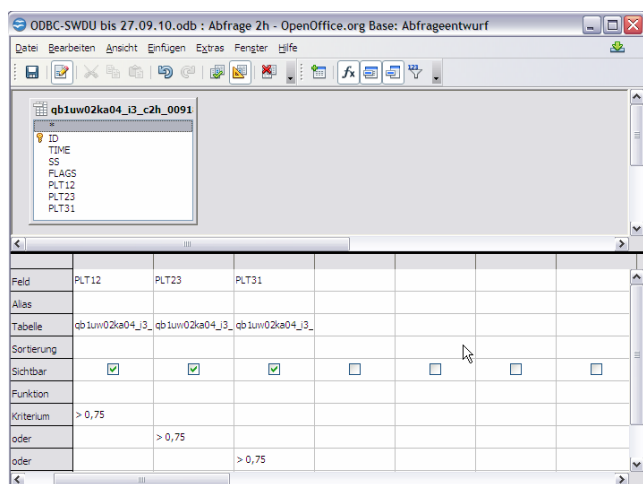 ODBC-SWDU bis 27.09.10.odb : Abfrage 2h - OpenOffice.org Base: Abfrageentwurf
Datei Bearbeiten Ansicht Einfügen Extras Fenster Hilfe
qb1uw02ka04_i3_c2h_0091
*
ID
TIME
SS
FLAGS
PLT12
PLT23
PLT31
Feld PLT12 PLT23 PLT31
Alias
Tabelle qb1uw02ka04_i3_ qb1uw02ka04_i3_ qb1uw02ka04_i3_
Sortierung
Sichtbar
Funktion
Kriterium > 0,75
oder > 0,75
oder > 0,75